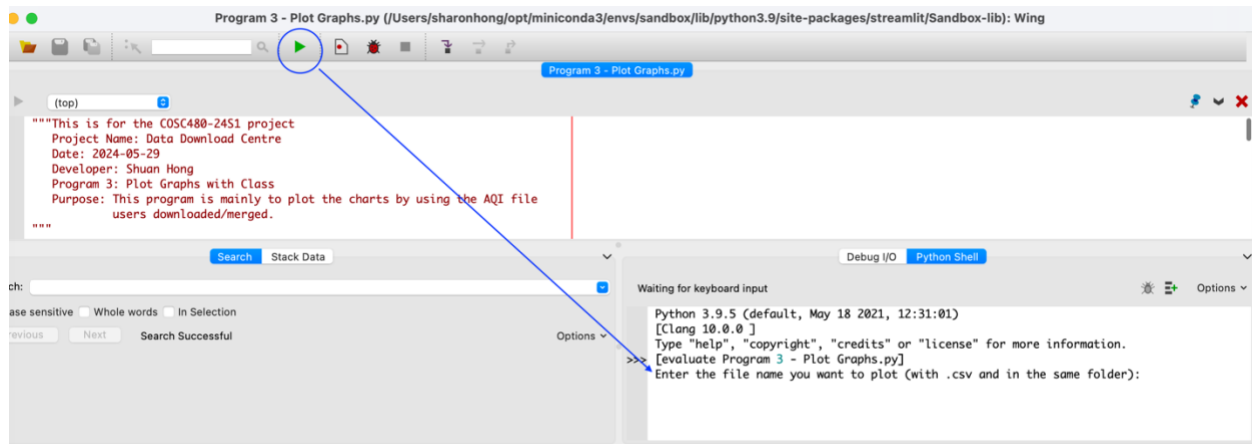 Program 3 - Plot Graphs.py (/Users/sharonhong/opt/miniconda3/envs/sandbox/lib/python3.9/site-packages/streamlit/Sandbox-lib): Wing
Program 3 - Plot Graphs.py
(top)
"""This is for the COSC480-24S1 project
Project Name: Data Download Centre
Date: 2024-05-29
Developer: Shuan Hong
Program 3: Plot Graphs with Class
Purpose: This program is mainly to plot the charts by using the AQI file
users downloaded/merged.
"""
Search Stack Data
ch:
ase sensitive Whole words In Selection
revious Next Search Successful Options
Debug I/O Python Shell
Waiting for keyboard input Options
Python 3.9.5 (default, May 18 2021, 12:31:01)
[Clang 10.0.0 ]
Type "help", "copyright", "credits" or "license" for more information.
>>> [evaluate Program 3 - Plot Graphs.py]
Enter the file name you want to plot (with .csv and in the same folder):